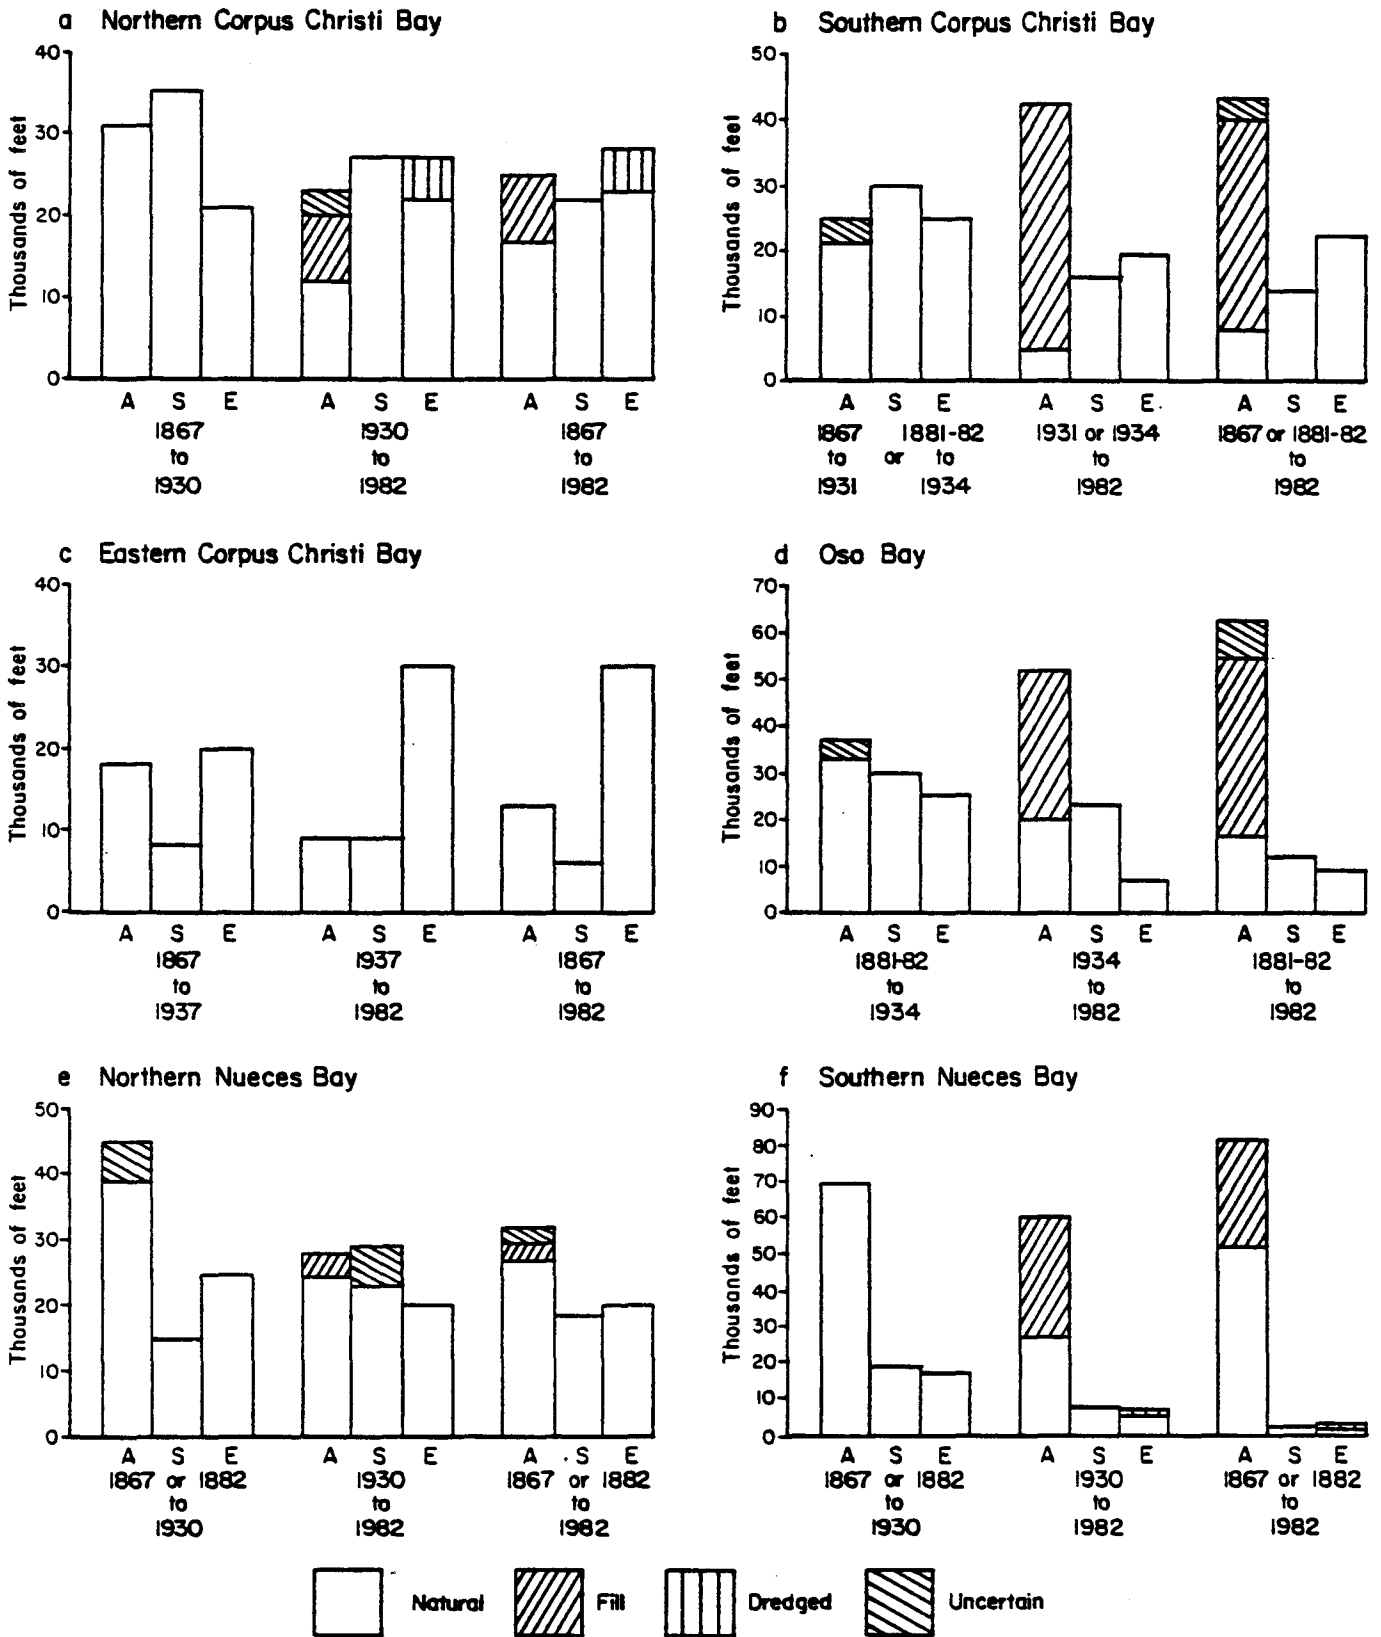 a Northern Corpus Christi Bay
Thousands of feet
40
30
20
10
0
A S E A S E A S E
1867 1930 1867
to to to
1930 1982 1982
b Southern Corpus Christi Bay
Thousands of feet
50
40
30
20
10
0
A S E A S E A S E
1867 1881-82 1931 or 1934 1867 or 1881-82
to or to to to
1931 1934 1982 1982
c Eastern Corpus Christi Bay
Thousands of feet
40
30
20
10
0
A S E A S E A S E
1867 1937 1867
to to to
1937 1982 1982
d Oso Bay
Thousands of feet
70
60
50
40
30
20
10
0
A S E A S E A S E
1881-82 1934 1881-82
to to to
1934 1982 1982
e Northern Nueces Bay
Thousands of feet
50
40
30
20
10
0
A S E A S E A S E
1867 or 1882 1930 1867 or 1882
to to to
1930 1982 1982
f Southern Nueces Bay
Thousands of feet
90
80
70
60
50
40
30
20
10
0
A S E A S E A S E
1867 or 1882 1930 1867 or 1882
to to to
1930 1982 1982
Natural Fill Dredged Uncertain